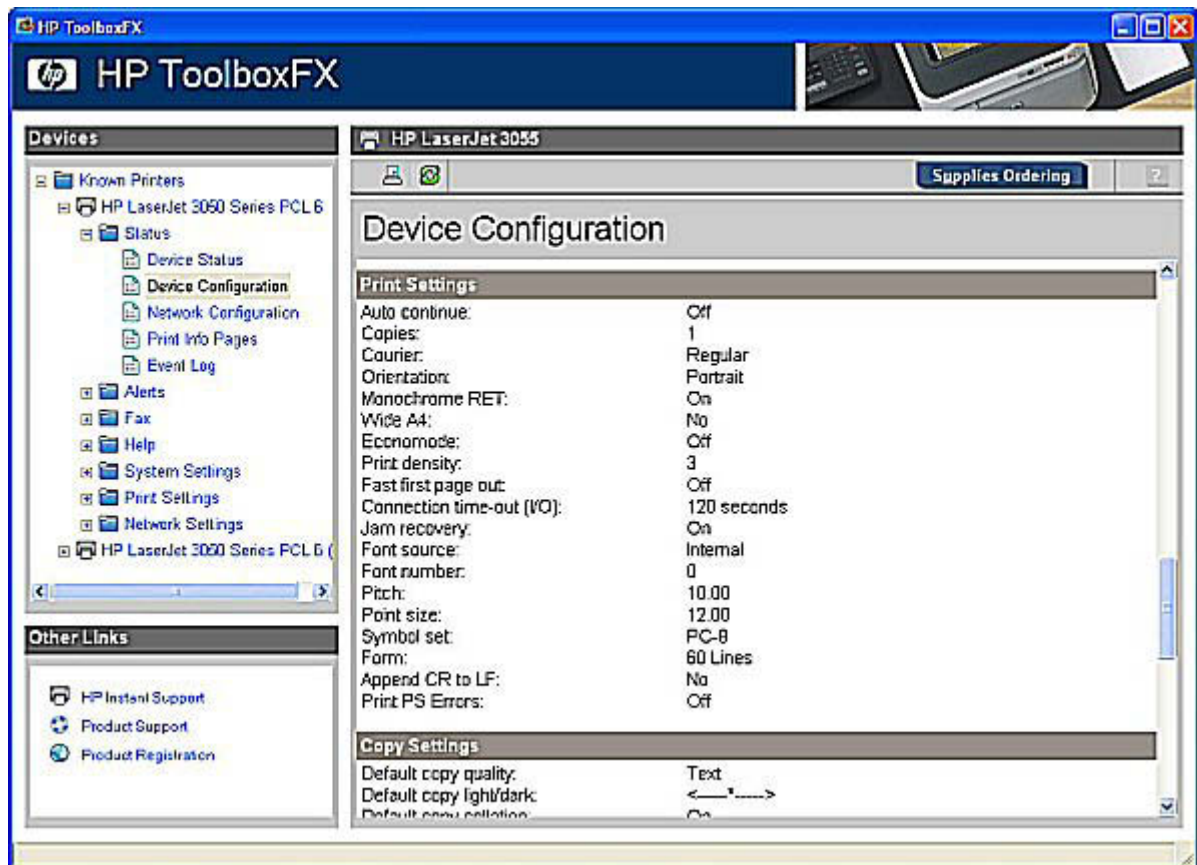 HP ToolboxFX
hp HP ToolboxFX
Devices
Known Printers
HP LaserJet 3050 Series PCL 6
Status
Device Status
Device Configuration
Network Configuration
Print Info Pages
Event Log
Alerts
Fax
Help
System Settings
Print Settings
Network Settings
HP LaserJet 3050 Series PCL 6 (
Other Links
HP Instant Support
Product Support
Product Registration
HP LaserJet 3055
Supplies Ordering ?
Device Configuration
Print Settings
Auto continue: Off
Copies: 1
Courier: Regular
Orientation: Portrait
Monochrome RET: On
Wide A4: No
Economode: Off
Print density: 3
Fast first page out: Off
Connection time-out (I/O): 120 seconds
Jam recovery: On
Font source: Internal
Font number: 0
Pitch: 10.00
Point size: 12.00
Symbol set: PC-8
Form: 60 Lines
Append CR to LF: No
Print PS Errors: Off
Copy Settings
Default copy quality: Text
Default copy light/dark: <-----*----->
Default copy collation: On